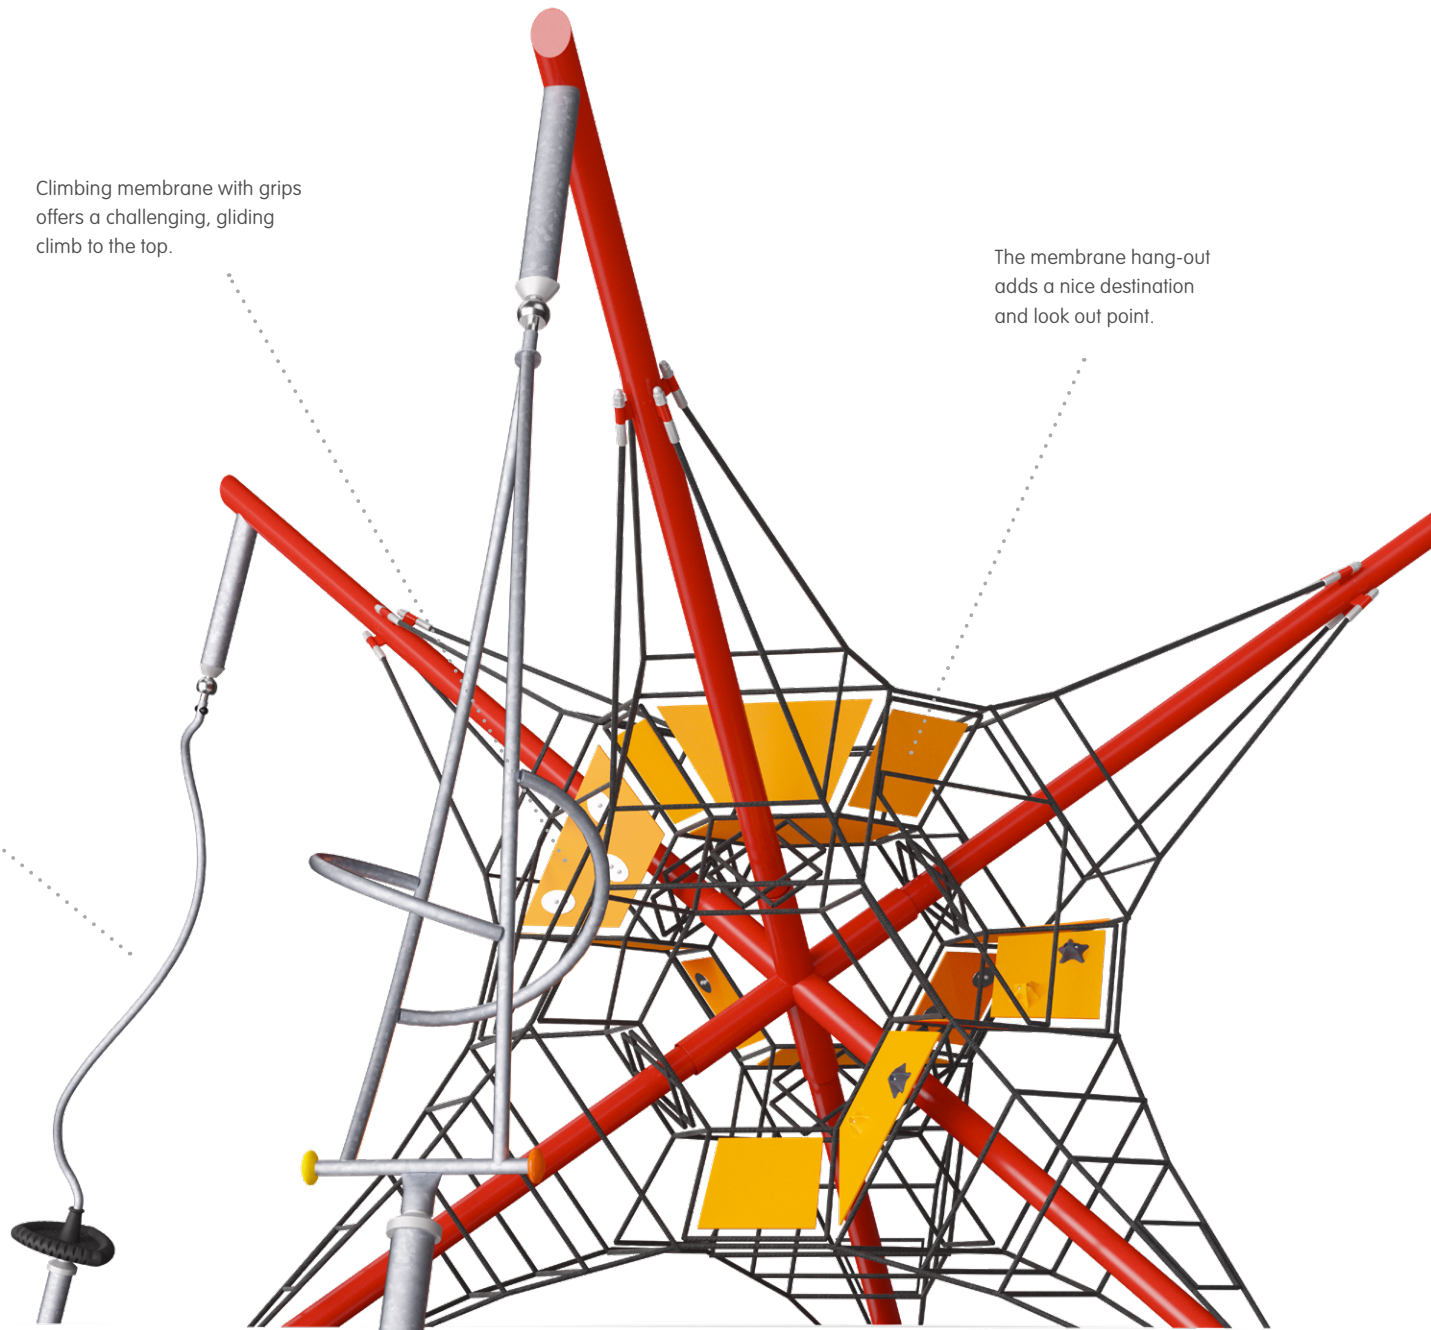 Climbing membrane with grips
offers a challenging, gliding
climb to the top.
The membrane hang-out
adds a nice destination
and look out point.